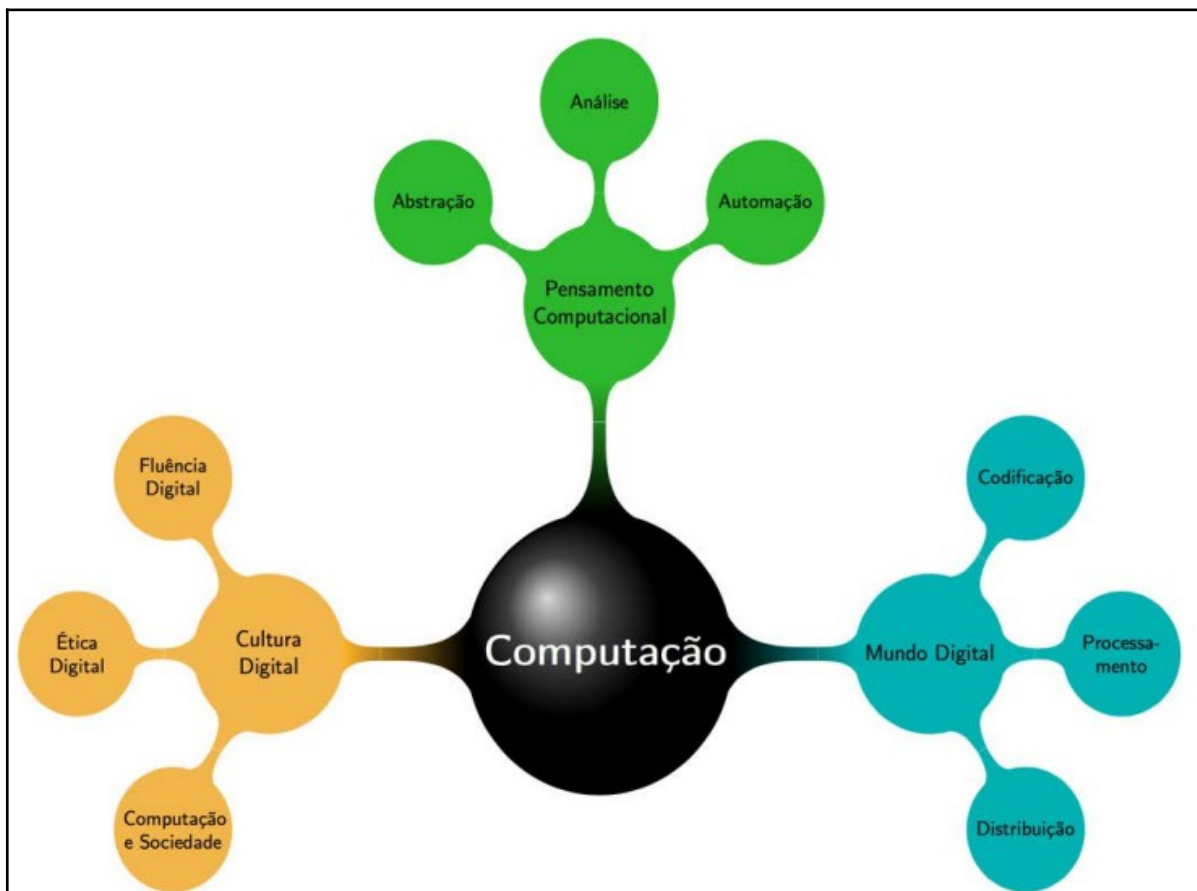 Análise
Abstração
Automação
Pensamento
Computacional
Fluência
Digital
Codificação
Ética
Digital
Cultura
Digital
Computação
Mundo Digital
Processa-
mento
Computação
e Sociedade
Distribuição